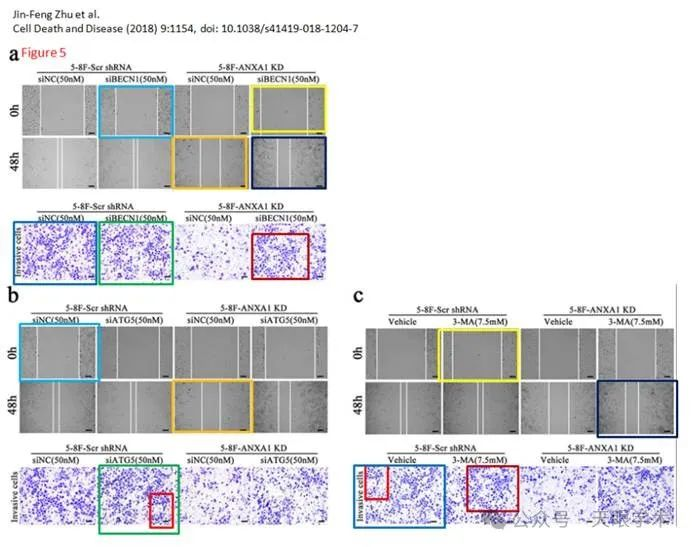 Jin-Feng Zhu et al.
Cell Death and Disease (2018) 9:1154, doi: 10.1038/s41419-018-1204-7
a Figure 5
5-8F-Scr shRNA 5-8F-ANXA1 KD
siNC(50nM) siBECN1(50nM) siNC(50nM) siBECN1(50nM)
0h
48h
5-8F-Scr shRNA 5-8F-ANXA1 KD
siNC(50nM) siBECN1(50nM) siNC(50nM) siBECN1(50nM)
Invasive cells
b
5-8F-Scr shRNA 5-8F-ANXA1 KD
siNC(50nM) siATG5(50nM) siNC(50nM) siATG5(50nM)
0h
48h
5-8F-Scr shRNA 5-8F-ANXA1 KD
siNC(50nM) siATG5(50nM) siNC(50nM) siATG5(50nM)
Invasive cells
c
5-8F-Scr shRNA 5-8F-ANXA1 KD
Vehicle 3-MA(7.5mM) Vehicle 3-MA(7.5mM)
0h
48h
5-8F-Scr shRNA 5-8F-ANXA1 KD
Vehicle 3-MA(7.5mM) Vehicle 3-MA(7.5mM)
Invasive cells
公众号 天眼学术